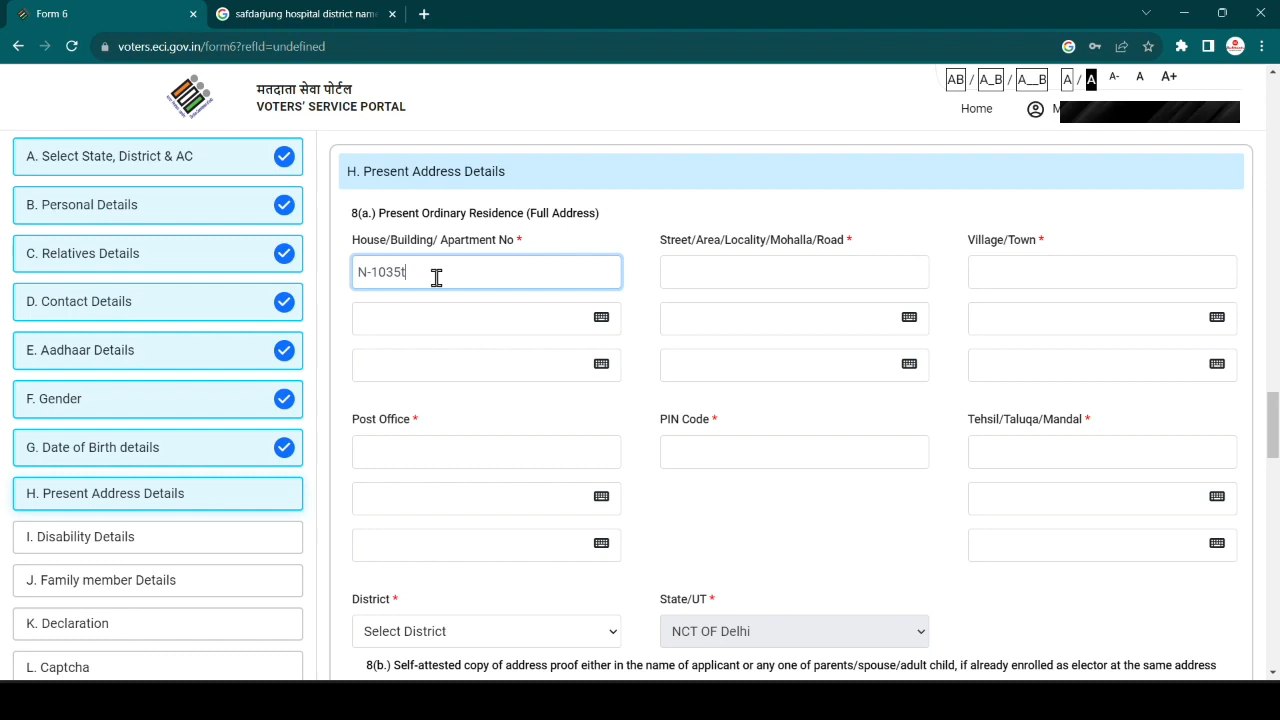 Form 6
safdarjung hospital district name
voters.eci.gov.in/form6?refId=undefined
मतदाता सेवा पोर्टल
VOTERS' SERVICE PORTAL
AB / A_B / A__B A / A A- A A+
Home
M
A. Select State, District & AC
B. Personal Details
C. Relatives Details
D. Contact Details
E. Aadhaar Details
F. Gender
G. Date of Birth details
H. Present Address Details
I. Disability Details
J. Family member Details
K. Declaration
L. Captcha
H. Present Address Details
8(a.) Present Ordinary Residence (Full Address)
House/Building/ Apartment No * Street/Area/Locality/Mohalla/Road * Village/Town *
N-1035t
Post Office * PIN Code * Tehsil/Taluqa/Mandal *
District * State/UT *
Select District NCT OF Delhi
8(b.) Self-attested copy of address proof either in the name of applicant or any one of parents/spouse/adult child, if already enrolled as elector at the same address